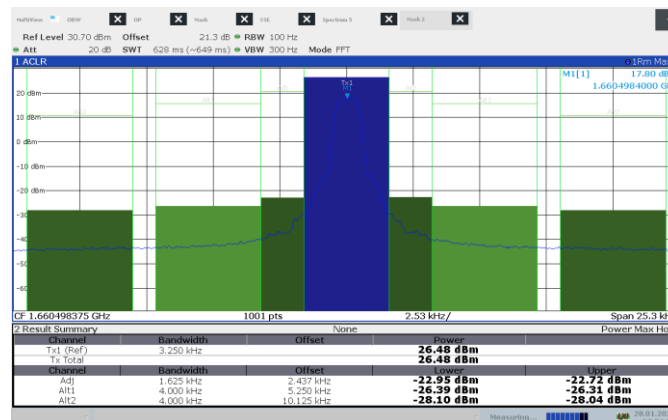 MultiView OBW X OP X Mask X CSE X Spectrum 5 X Mask 2 X
Ref Level 30.70 dBm Offset 21.3 dB RBW 100 Hz
Att 20 dB SWT 628 ms (~649 ms) VBW 300 Hz Mode FFT
1 ACLR 1Rm Max
M1[1] 17.80 dB
1.6604984000 G
Tx1
M1
20 dBm
10 dBm
0 dBm
-10 dBm
-20 dBm
-30
-40
-50
-60
CF 1.660498375 GHz 1001 pts 2.53 kHz/ Span 25.3 k
2 Result Summary None Power Max Ho
Channel Bandwidth Offset Power
Tx1 (Ref) 3.250 kHz 26.48 dBm
Tx Total 26.48 dBm
Channel Bandwidth Offset Lower Upper
Adj 1.625 kHz 2.437 kHz -22.95 dBm -22.72 dBm
Alt1 4.000 kHz 5.250 kHz -26.39 dBm -26.31 dBm
Alt2 4.000 kHz 10.125 kHz -28.10 dBm -28.04 dBm
Measuring...